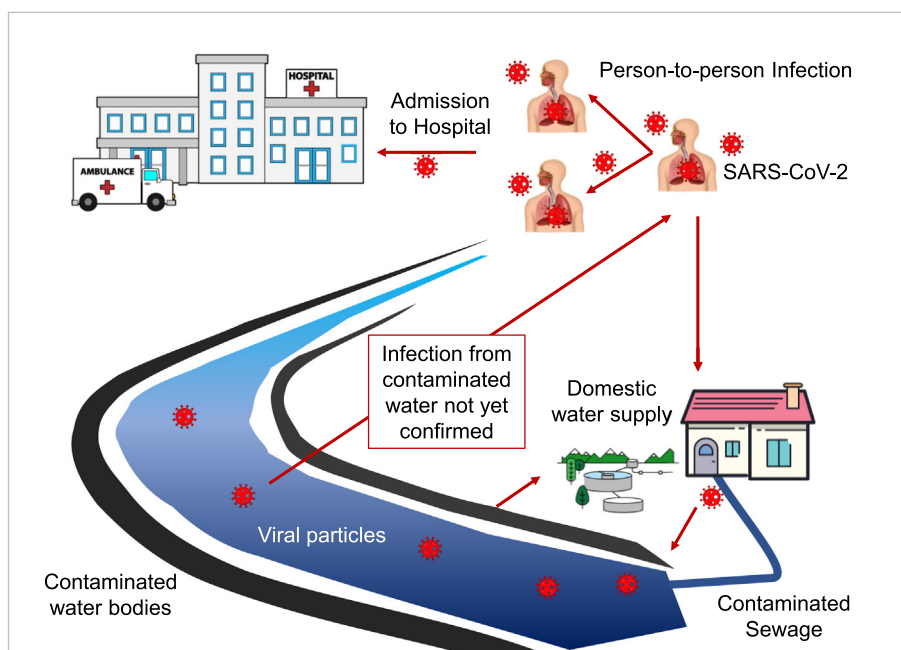 HOSPITAL
AMBULANCE
Admission
to Hospital
Person-to-person Infection
SARS-CoV-2
Infection from
contaminated
water not yet
confirmed
Domestic
water supply
Viral particles
Contaminated
water bodies
Contaminated
Sewage